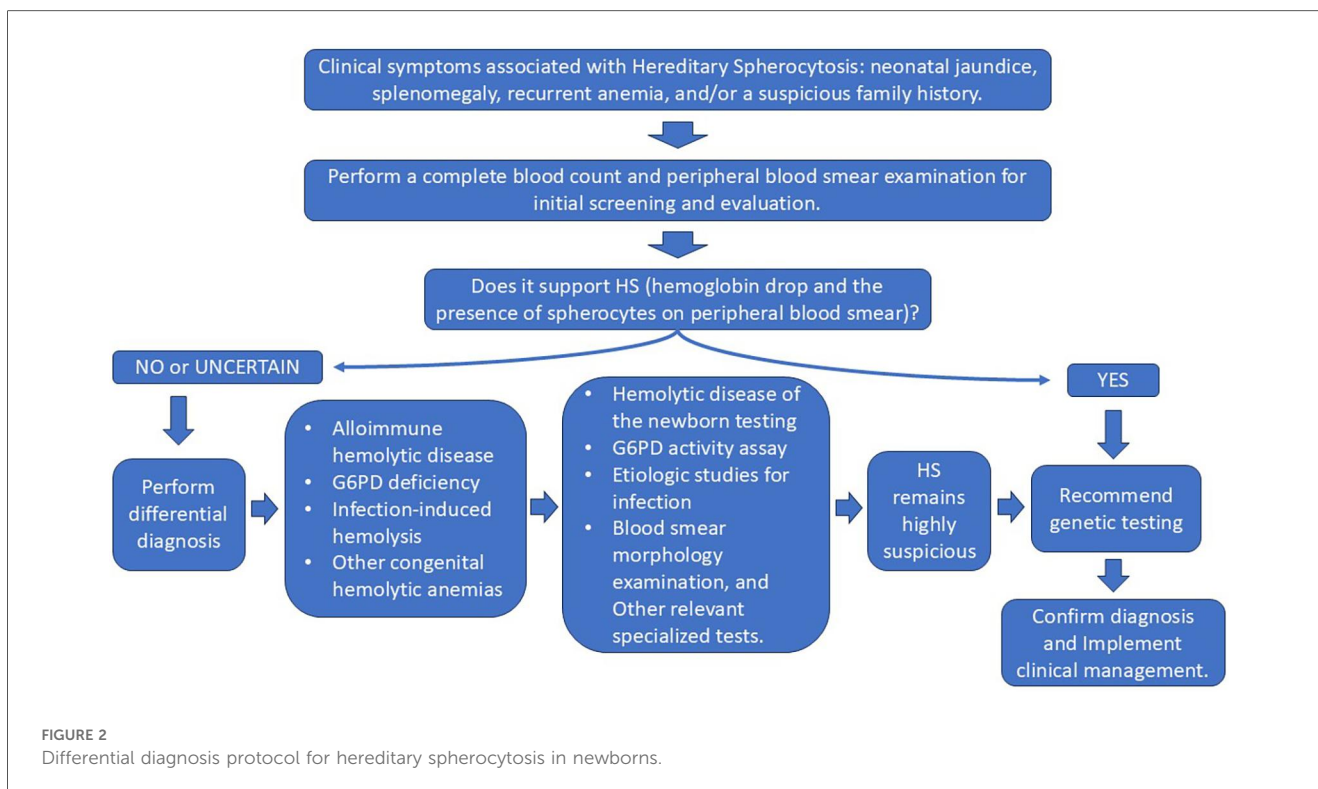 Clinical symptoms associated with Hereditary Spherocytosis: neonatal jaundice,
splenomegaly, recurrent anemia, and/or a suspicious family history.
Perform a complete blood count and peripheral blood smear examination for
initial screening and evaluation.
Does it support HS (hemoglobin drop and the
presence of spherocytes on peripheral blood smear)?
NO or UNCERTAIN
YES
Perform
differential
diagnosis
• Alloimmune
hemolytic disease
• G6PD deficiency
• Infection-induced
hemolysis
• Other congenital
hemolytic anemias
• Hemolytic disease of
the newborn testing
• G6PD activity assay
• Etiologic studies for
infection
• Blood smear
morphology
examination, and
Other relevant
specialized tests.
HS
remains
highly
suspicious
Recommend
genetic testing
Confirm diagnosis
and Implement
clinical management.
FIGURE 2
Differential diagnosis protocol for hereditary spherocytosis in newborns.